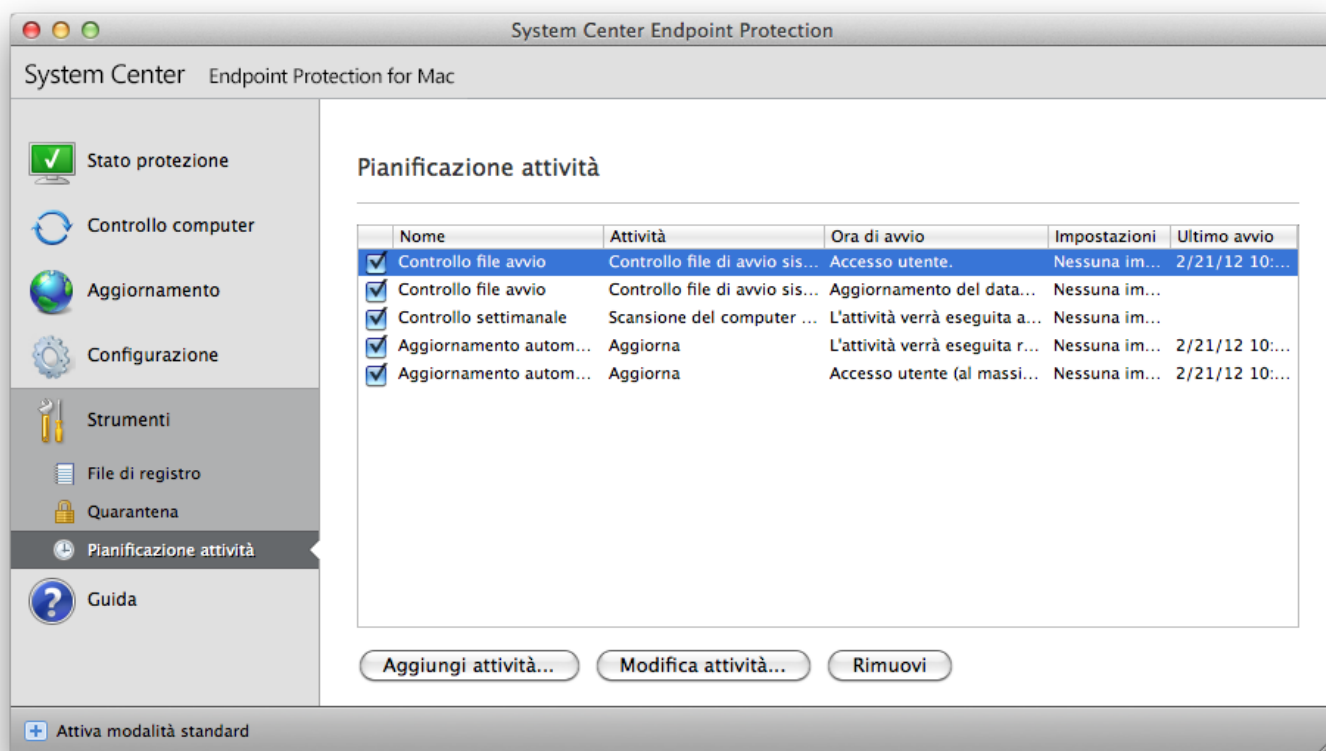 System Center Endpoint Protection
System Center Endpoint Protection for Mac
Stato protezione
Controllo computer
Aggiornamento
Configurazione
Strumenti
File di registro
Quarantena
Pianificazione attività
Guida
Pianificazione attività
Nome Attività Ora di avvio Impostazioni Ultimo avvio
Controllo file avvio Controllo file di avvio sis... Accesso utente. Nessuna im... 2/21/12 10:...
Controllo file avvio Controllo file di avvio sis... Aggiornamento del data... Nessuna im...
Controllo settimanale Scansione del computer ... L'attività verrà eseguita a... Nessuna im...
Aggiornamento autom... Aggiorna L'attività verrà eseguita r... Nessuna im... 2/21/12 10:...
Aggiornamento autom... Aggiorna Accesso utente (al massi... Nessuna im... 2/21/12 10:...
Aggiungi attività... Modifica attività... Rimuovi
Attiva modalità standard